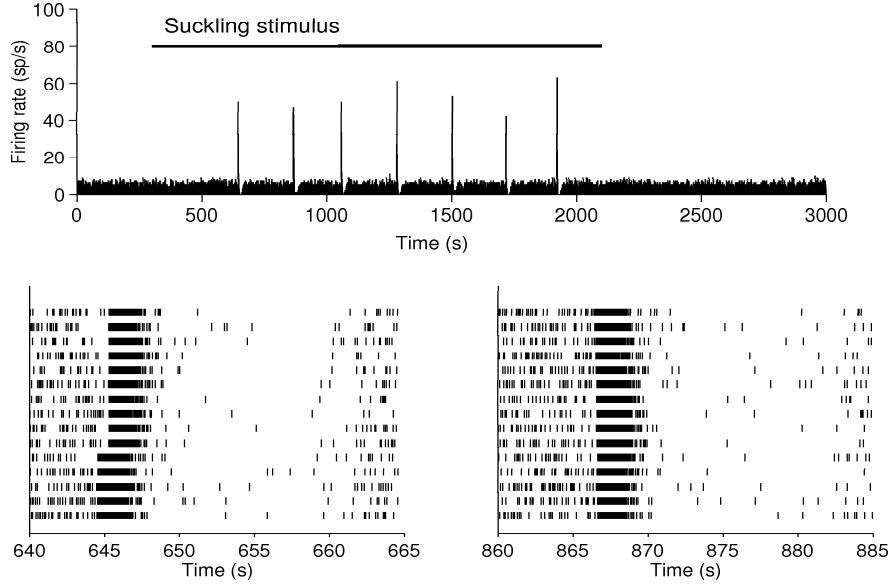 100
Suckling stimulus
80
60
40
20
0
Firing rate (sp/s)
0 500 1000 1500 2000 2500 3000
Time (s)
640 645 650 655 660 665
Time (s)
860 865 870 875 880 885
Time (s)